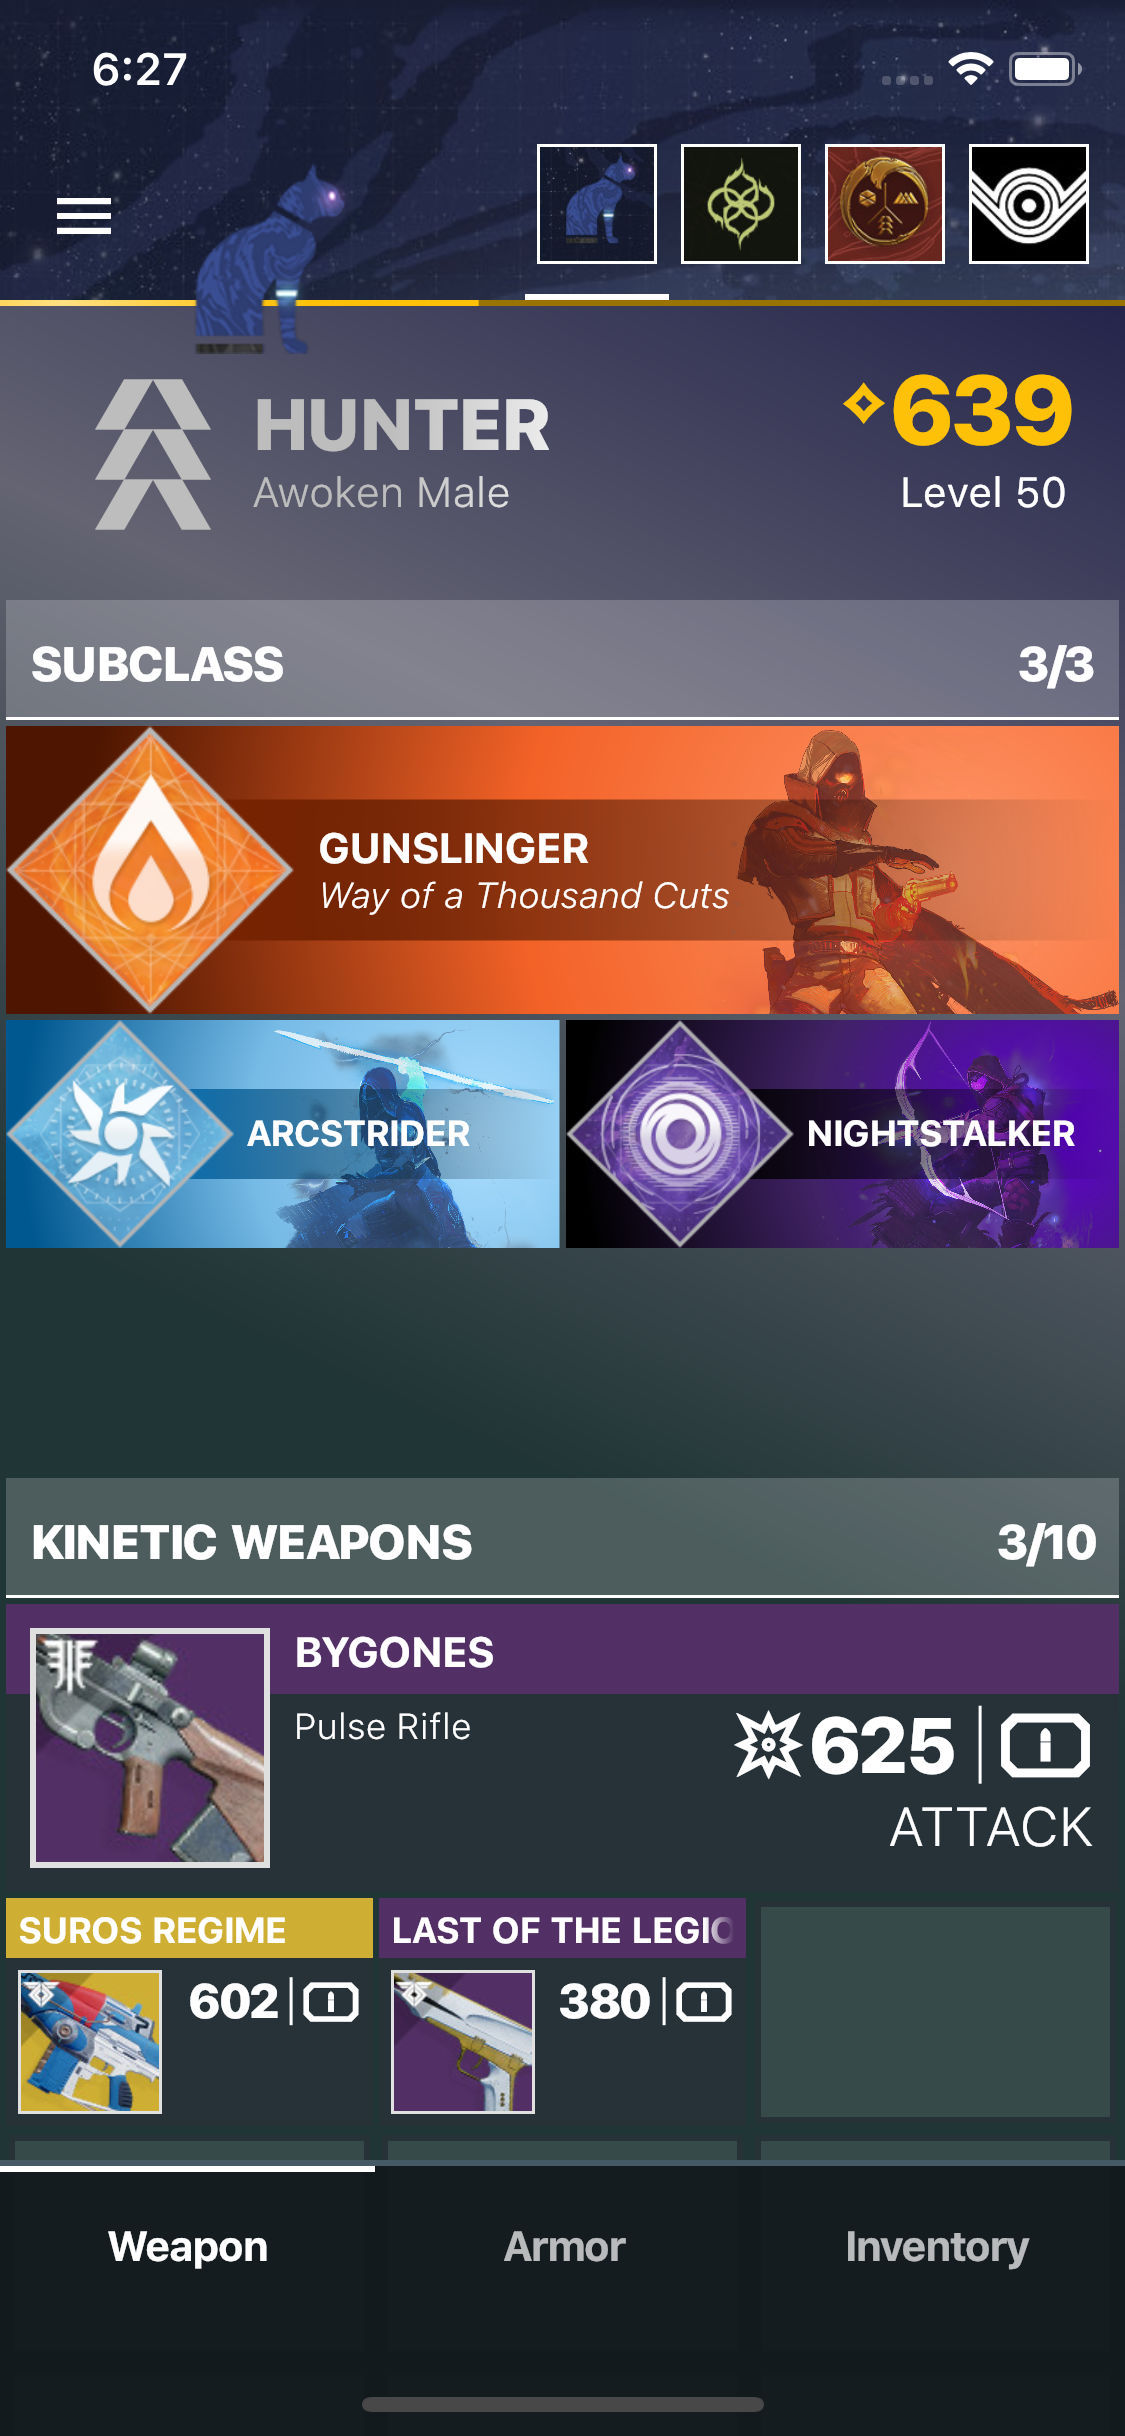 6:27
HUNTER
Awoken Male
639
Level 50
SUBCLASS
3/3
GUNSLINGER
Way of a Thousand Cuts
ARCSTRIDER
NIGHTSTALKER
KINETIC WEAPONS
3/10
BYGONES
Pulse Rifle
625
ATTACK
SUROS REGIME
602
LAST OF THE LEGIO
380
Weapon
Armor
Inventory